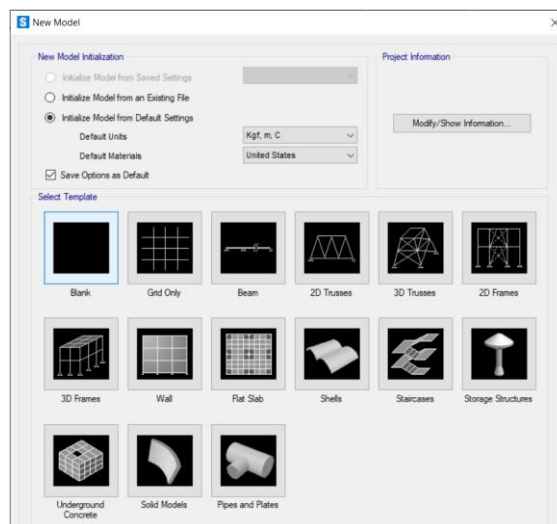 S New Model
New Model Initialization
Project Information
Initialize Model from Saved Settings
Initialize Model from an Existing File
Initialize Model from Default Settings
Modify/Show Information...
Default Units
Kgf, m, C
Default Materials
United States
Save Options as Default
Select Template
Blank
Grid Only
Beam
2D Trusses
3D Trusses
2D Frames
3D Frames
Wall
Flat Slab
Shells
Staircases
Storage Structures
Underground
Concrete
Solid Models
Pipes and Plates